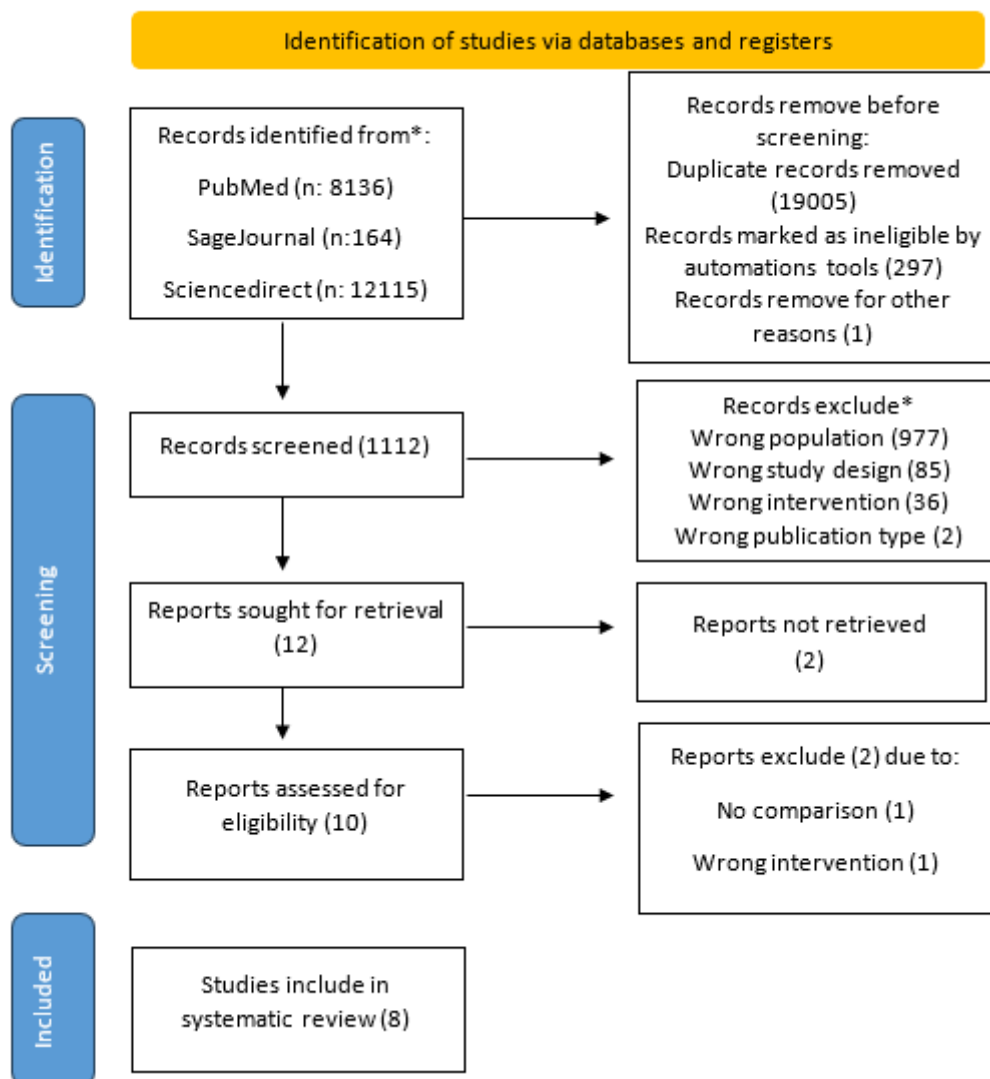 Identification of studies via databases and registers
Identification
Records identified from*:
PubMed (n: 8136)
SageJournal (n:164)
Sciencedirect (n: 12115)
Records remove before
screening:
Duplicate records removed
(19005)
Records marked as ineligible by
automations tools (297)
Records remove for other
reasons (1)
Screening
Records screened (1112)
Records exclude*
Wrong population (977)
Wrong study design (85)
Wrong intervention (36)
Wrong publication type (2)
Reports sought for retrieval
(12)
Reports not retrieved
(2)
Reports assessed for
eligibility (10)
Reports exclude (2) due to:
No comparison (1)
Wrong intervention (1)
Included
Studies include in
systematic review (8)